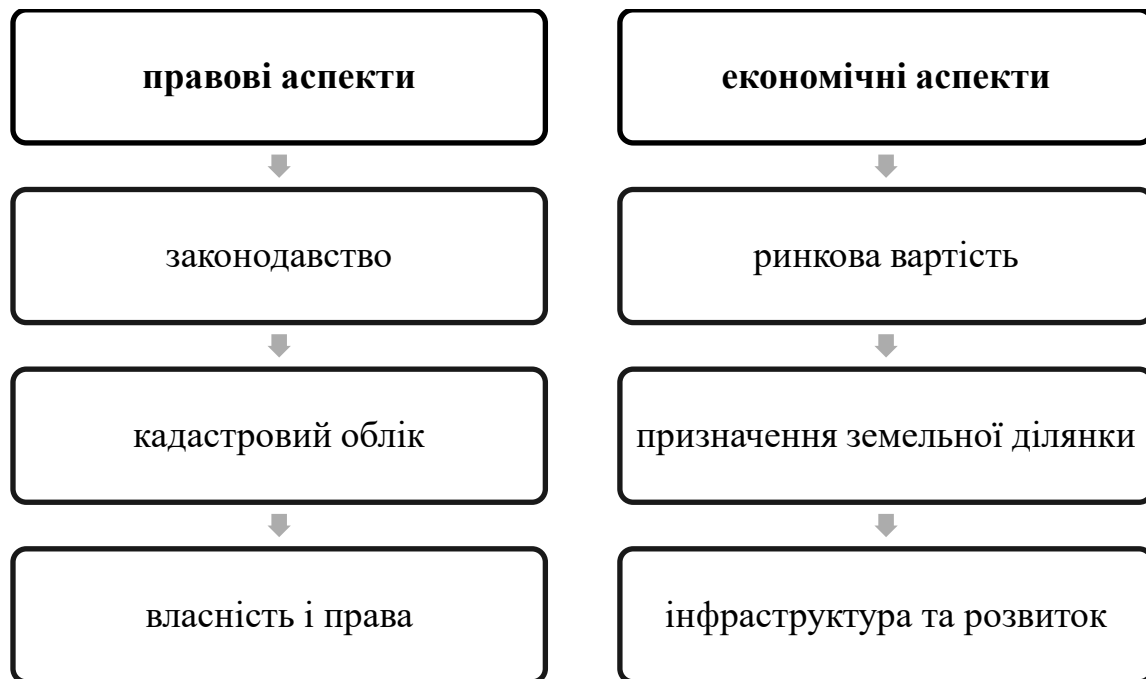 правові аспекти
законодавство
кадастровий облік
власність і права
економічні аспекти
ринкова вартість
призначення земельної ділянки
інфраструктура та розвиток